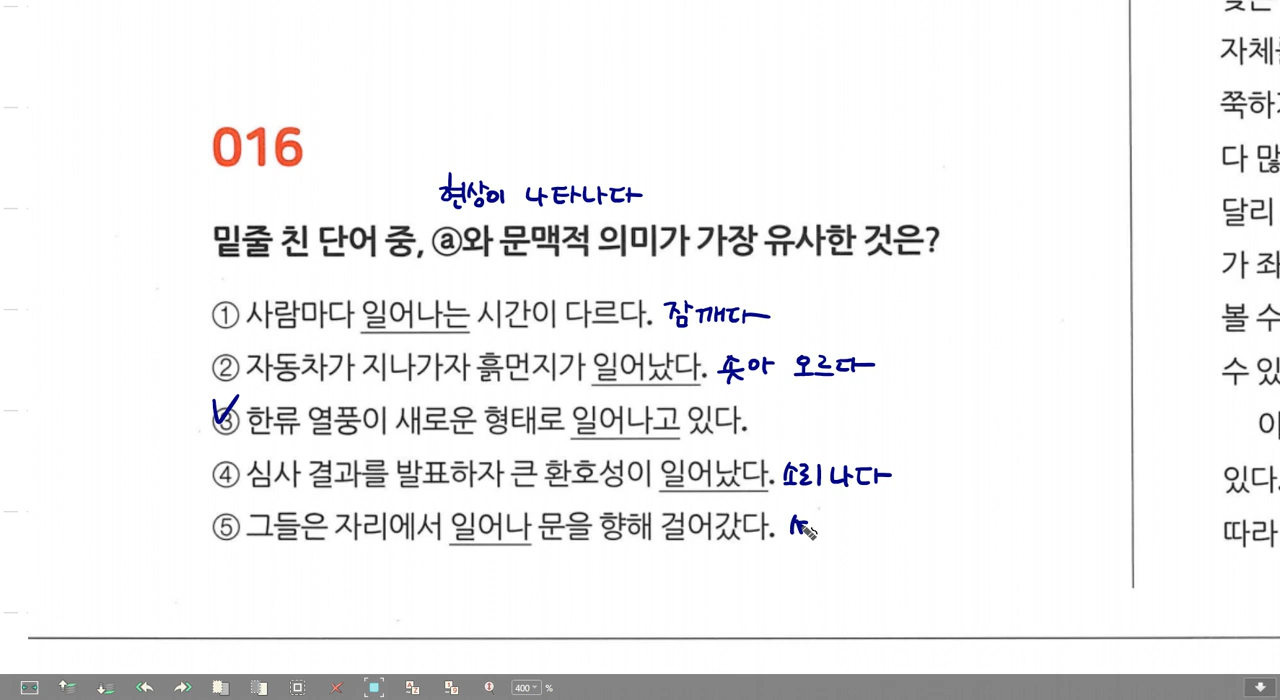 016
현상이 나타나다
밑줄 친 단어 중, ⓐ와 문맥적 의미가 가장 유사한 것은?
① 사람마다 일어나는 시간이 다르다. 잠깨다
② 자동차가 지나가자 흙먼지가 일어났다. 솟아 오르다
③ 한류 열풍이 새로운 형태로 일어나고 있다.
④ 심사 결과를 발표하자 큰 환호성이 일어났다. 소리나다
⑤ 그들은 자리에서 일어나 문을 향해 걸어갔다.
자체
쭉하
다 많
달리
가 좌
볼 수
수 있
이
있다.
따라
400 %